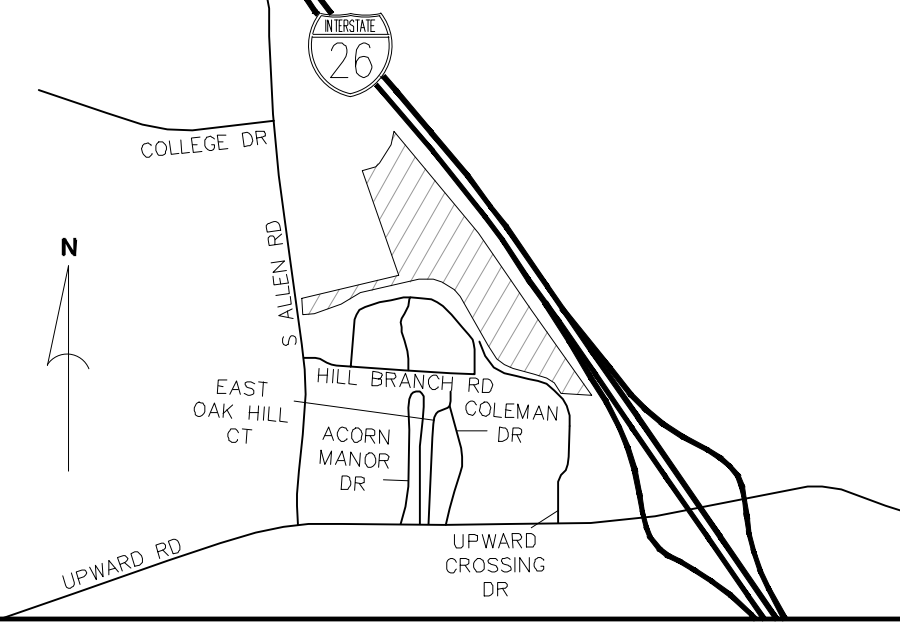 INTERSTATE
26
COLLEGE DR
N
S ALLEN RD
HILL BRANCH RD
EAST
OAK HILL
CT
COLEMAN
DR
ACORN
MANOR
DR
UPWARD RD
UPWARD
CROSSING
DR